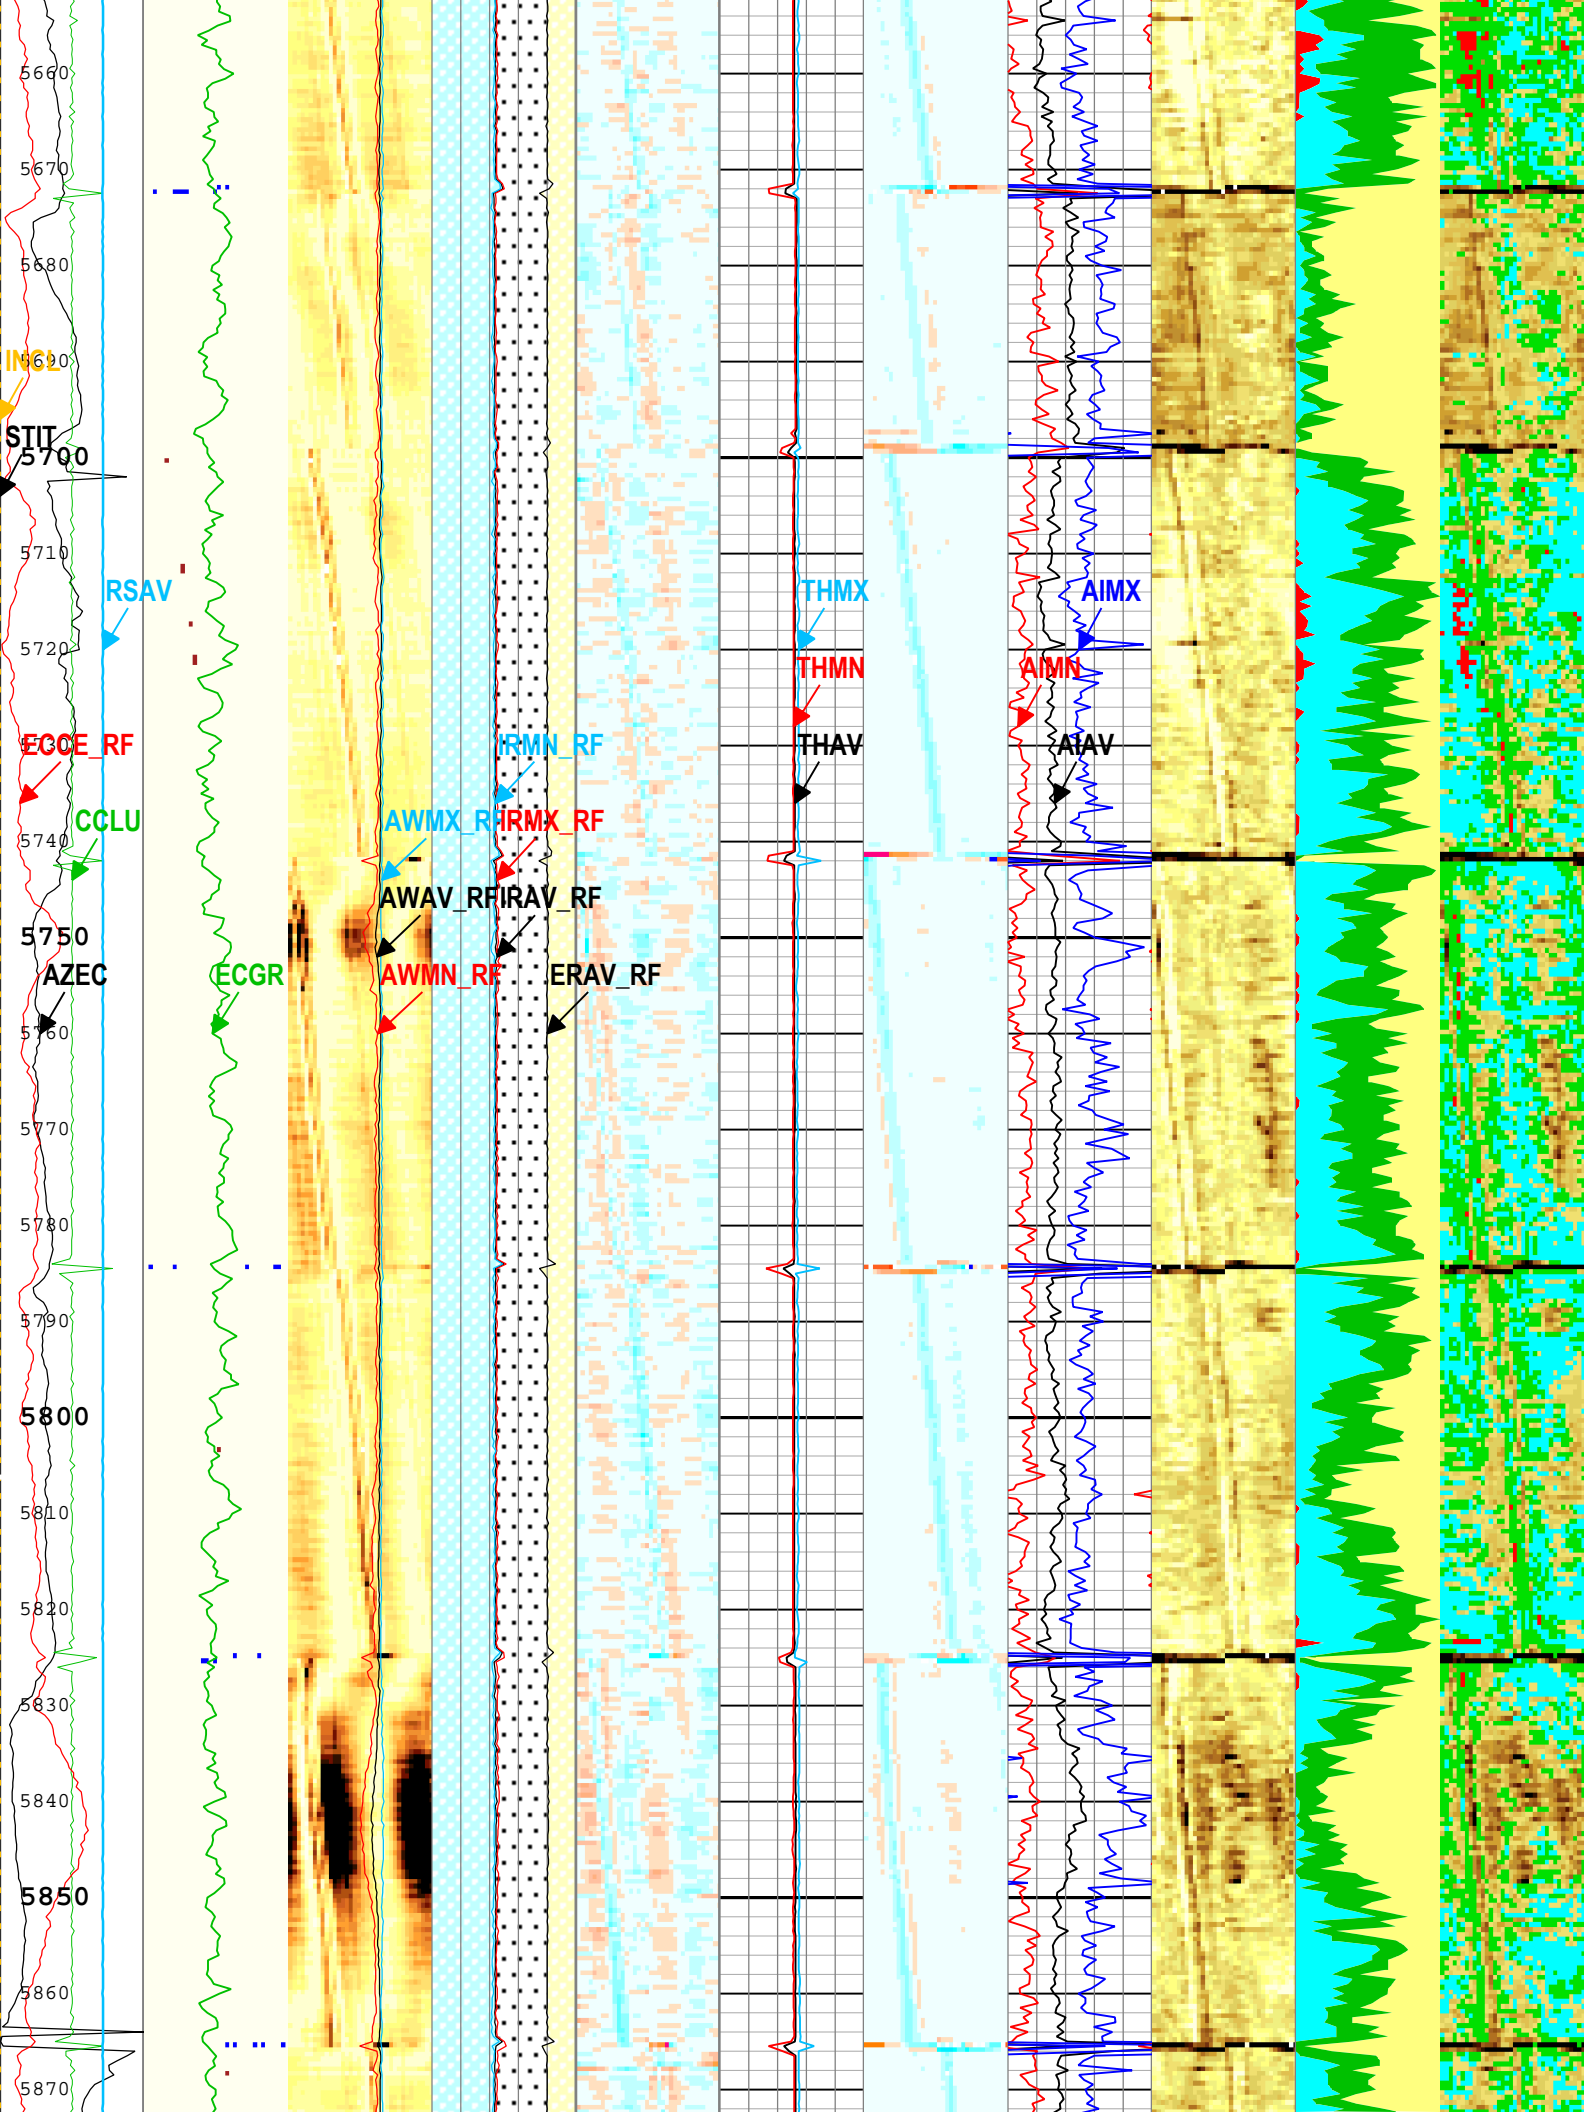 5660
5670
5680
INCL
5690
STIT
5700
5710
RSAV THMX AIMX
5720
THMN AIMN
ECCE_RF 5730 IRMN_RF THAV AIAV
CCLU AWMX_RF IRMX_RF
5740
AWAV_RF IRAV_RF
5750
AZEC ECGR AWMN_RF ERAV_RF
5760
5770
5780
5790
5800
5810
5820
5830
5840
5850
5860
5870